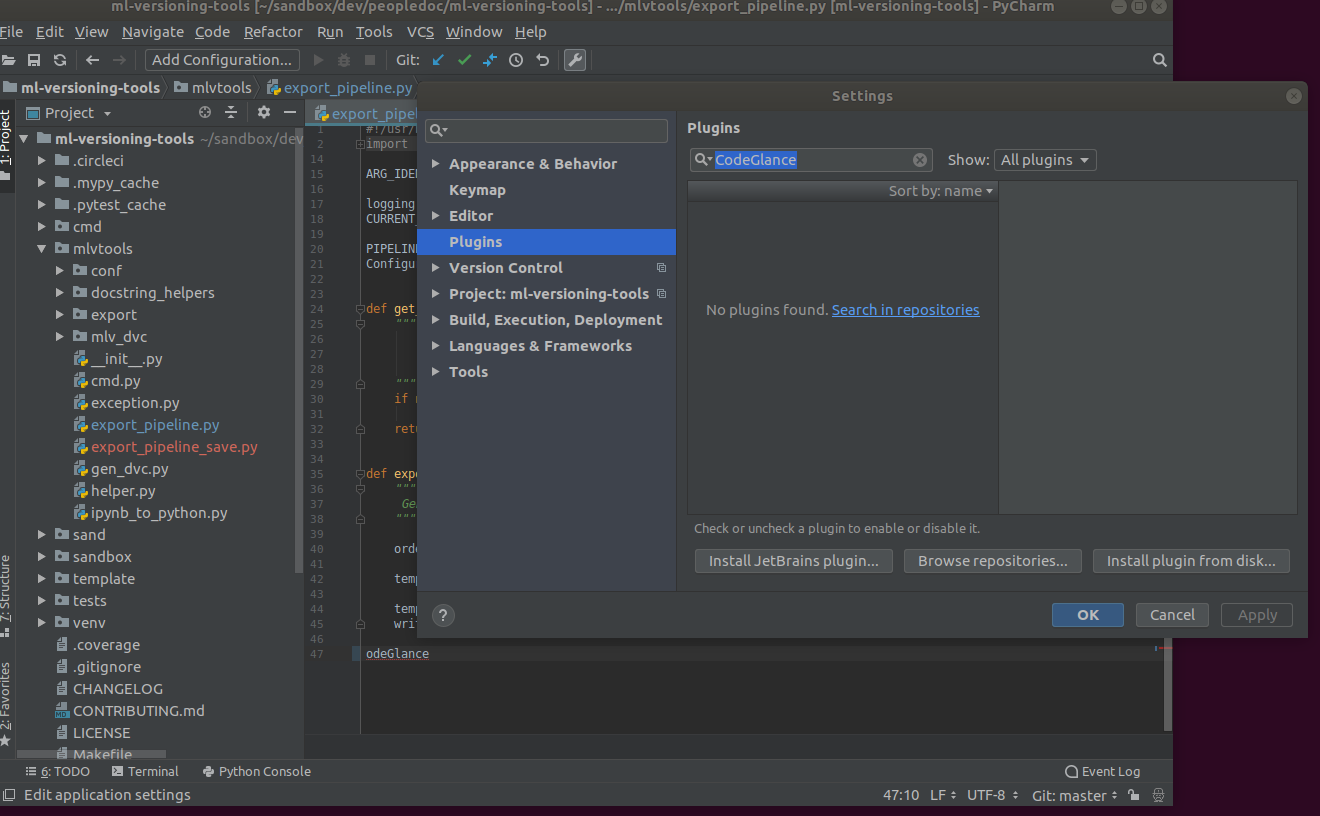 ml-versioning-tools [~/sandbox/dev/peopledoc/ml-versioning-tools] - .../mlvtools/export_pipeline.py [ml-versioning-tools] - PyCharm
File Edit View Navigate Code Refactor Run Tools VCS Window Help
Add Configuration... Git:
ml-versioning-tools mlvtools export_pipeline.py
Project
1: Project
7: Structure
2: Favorites
ml-versioning-tools ~/sandbox/dev
.circleci
.mypy_cache
.pytest_cache
cmd
mlvtools
conf
docstring_helpers
export
mlv_dvc
__init__.py
cmd.py
exception.py
export_pipeline.py
export_pipeline_save.py
gen_dvc.py
helper.py
ipynb_to_python.py
sand
sandbox
template
tests
venv
.coverage
.gitignore
CHANGELOG
CONTRIBUTING.md
LICENSE
Makefile
export_pipel
1 #!/usr/
2 import
14
15 ARG_IDE
16
17 logging
18 CURRENT_
19
20 PIPELIN
21 Configu
22
23
24 def get_
25 """
26
27
28
29 """
30 if
31
32 retu
33
34
35 def expo
36 """
37 Ge
38 """
39
40 orde
41
42 temp
43
44 temp
45 writ
46
47 odeGlance
Settings
Appearance & Behavior
Keymap
Editor
Plugins
Version Control
Project: ml-versioning-tools
Build, Execution, Deployment
Languages & Frameworks
Tools
Plugins
CodeGlance Show: All plugins
Sort by: name
No plugins found. Search in repositories
Check or uncheck a plugin to enable or disable it.
Install JetBrains plugin... Browse repositories... Install plugin from disk...
? OK Cancel Apply
6: TODO Terminal Python Console Event Log
Edit application settings 47:10 LF UTF-8 Git: master